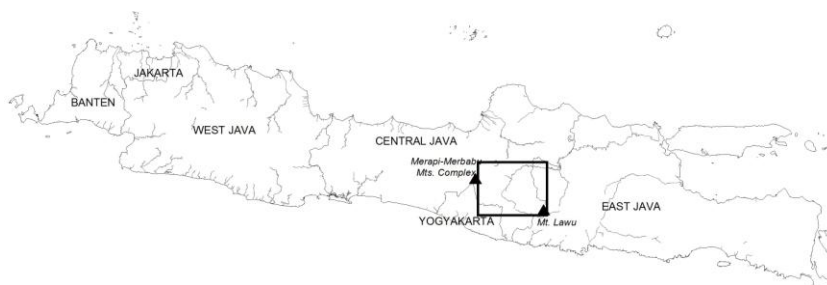 JAKARTA
BANTEN
WEST JAVA
CENTRAL JAVA
Merapi-Merbabu
Mts. Complex
EAST JAVA
YOGYAKARTA
Mt. Lawu